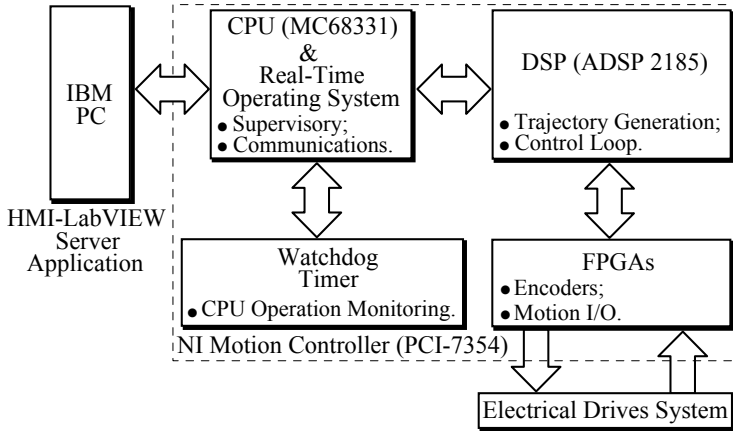 IBM
PC
HMI-LabVIEW
Server
Application
CPU (MC68331)
&
Real-Time
Operating System
● Supervisory;
● Communications.
DSP (ADSP 2185)
● Trajectory Generation;
● Control Loop.
Watchdog
Timer
● CPU Operation Monitoring.
FPGAs
● Encoders;
● Motion I/O.
NI Motion Controller (PCI-7354)
Electrical Drives System